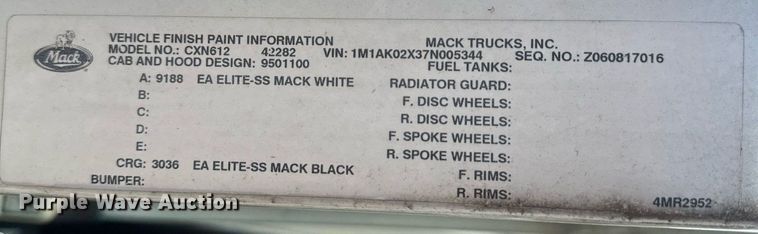 VEHICLE FINISH PAINT INFORMATION MACK TRUCKS, INC.
MODEL NO.: CXN612 42282 VIN: 1M1AK02X37N005344 SEQ. NO.: Z060817016
CAB AND HOOD DESIGN: 9501100 FUEL TANKS:
Mack
A: 9188 EA ELITE-SS MACK WHITE RADIATOR GUARD:
B: F. DISC WHEELS:
C: R. DISC WHEELS:
D: F. SPOKE WHEELS:
E: R. SPOKE WHEELS:
CRG: 3036 EA ELITE-SS MACK BLACK F. RIMS:
BUMPER: R. RIMS:
4MR2952
Purple Wave Auction